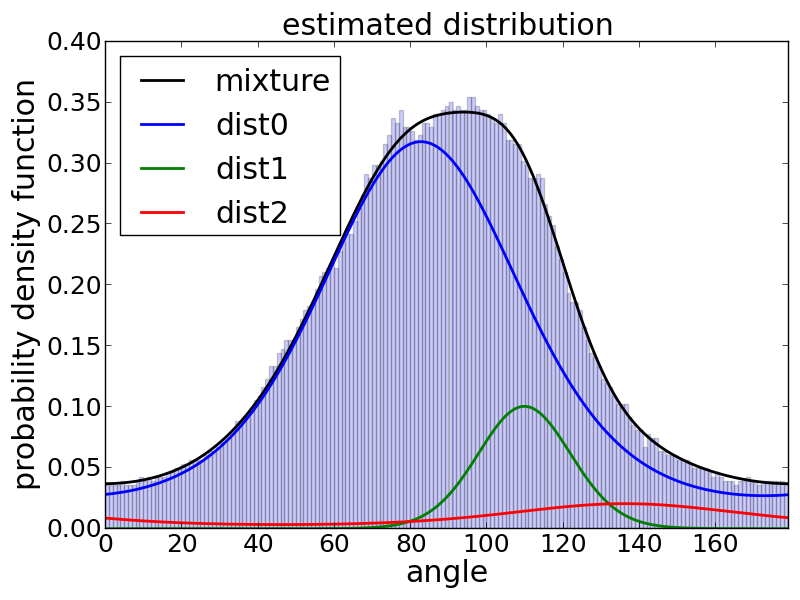 estimated distribution
0.40
0.35
0.30
0.25
0.20
0.15
0.10
0.05
0.00
probability density function
mixture
dist0
dist1
dist2
0 20 40 60 80 100 120 140 160
angle